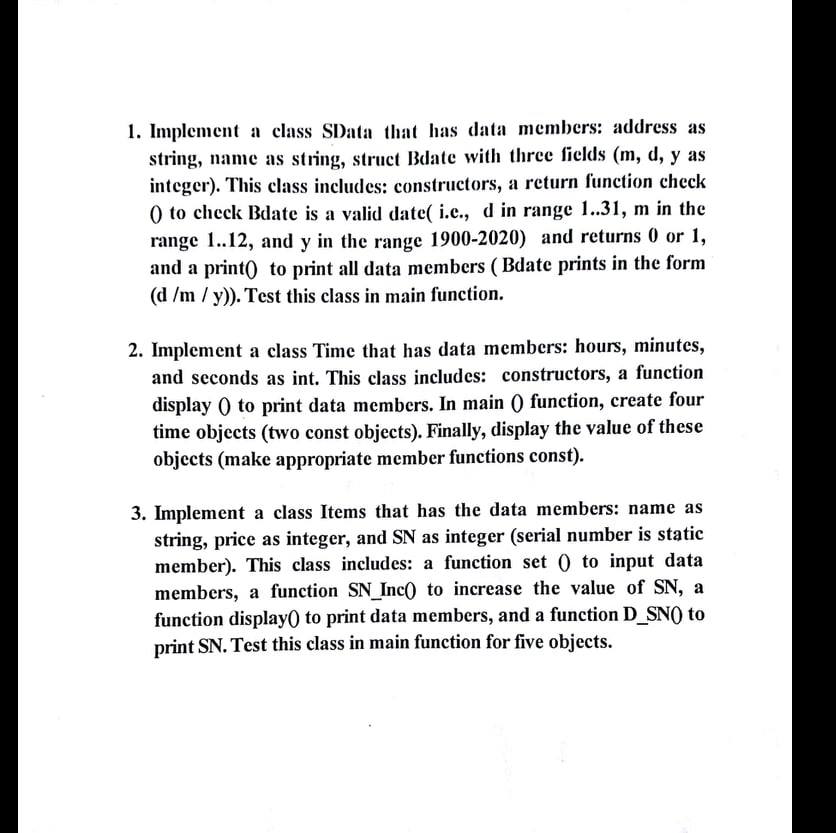 1. Implement a class SData that has data members: address as
string, name as string, struct Bdate with three fields (m, d, y as
integer). This class includes: constructors, a return function check
() to check Bdate is a valid date( i.e., d in range 1..31, m in the
range 1..12, and y in the range 1900-2020) and returns 0 or 1,
and a print() to print all data members ( Bdate prints in the form
(d /m / y)). Test this class in main function.
2. Implement a class Time that has data members: hours, minutes,
and seconds as int. This class includes: constructors, a function
display () to print data members. In main () function, create four
time objects (two const objects). Finally, display the value of these
objects (make appropriate member functions const).
3. Implement a class Items that has the data members: name as
string, price as integer, and SN as integer (serial number is static
member). This class includes: a function set () to input data
members, a function SN_Inc() to increase the value of SN, a
function display() to print data members, and a function D_SN() to
print SN. Test this class in main function for five objects.